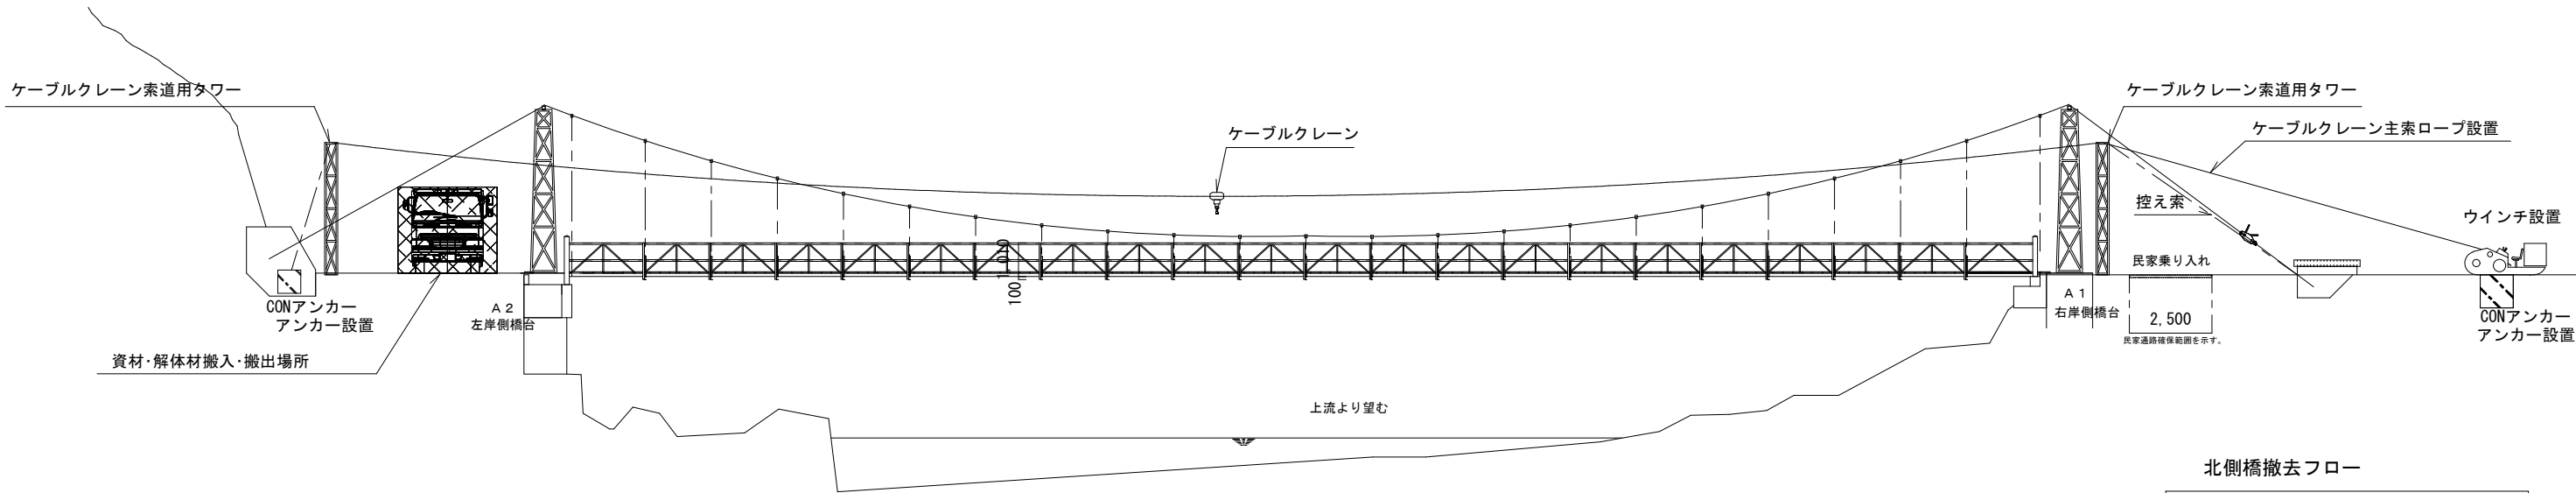 ケーブルクレーン索道用タワー
ケーブルクレーン索道用タワー
ケーブルクレーン
ケーブルクレーン主索ロープ設置
控え索
ウインチ設置
民家乗り入れ
100
CONアンカー
アンカー設置
A 2
左岸側橋台
A 1
右岸側橋台
2,500
民家通路確保範囲を示す。
CONアンカー
アンカー設置
資材・解体材搬入・搬出場所
上流より望む
北側橋撤去フロー